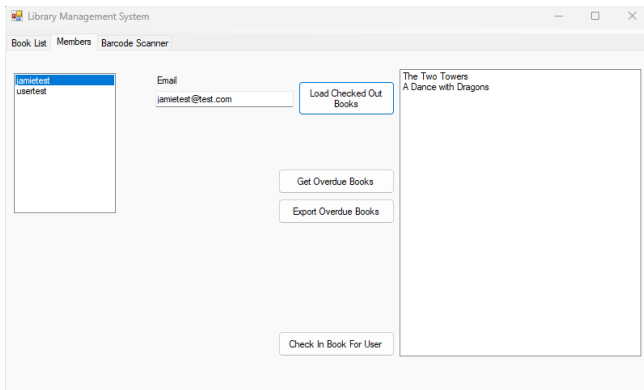 Library Management System
Book List Members Barcode Scanner
jamietest
usertest
Email
jamietest@test.com
Load Checked Out
Books
The Two Towers
A Dance with Dragons
Get Overdue Books
Export Overdue Books
Check In Book For User